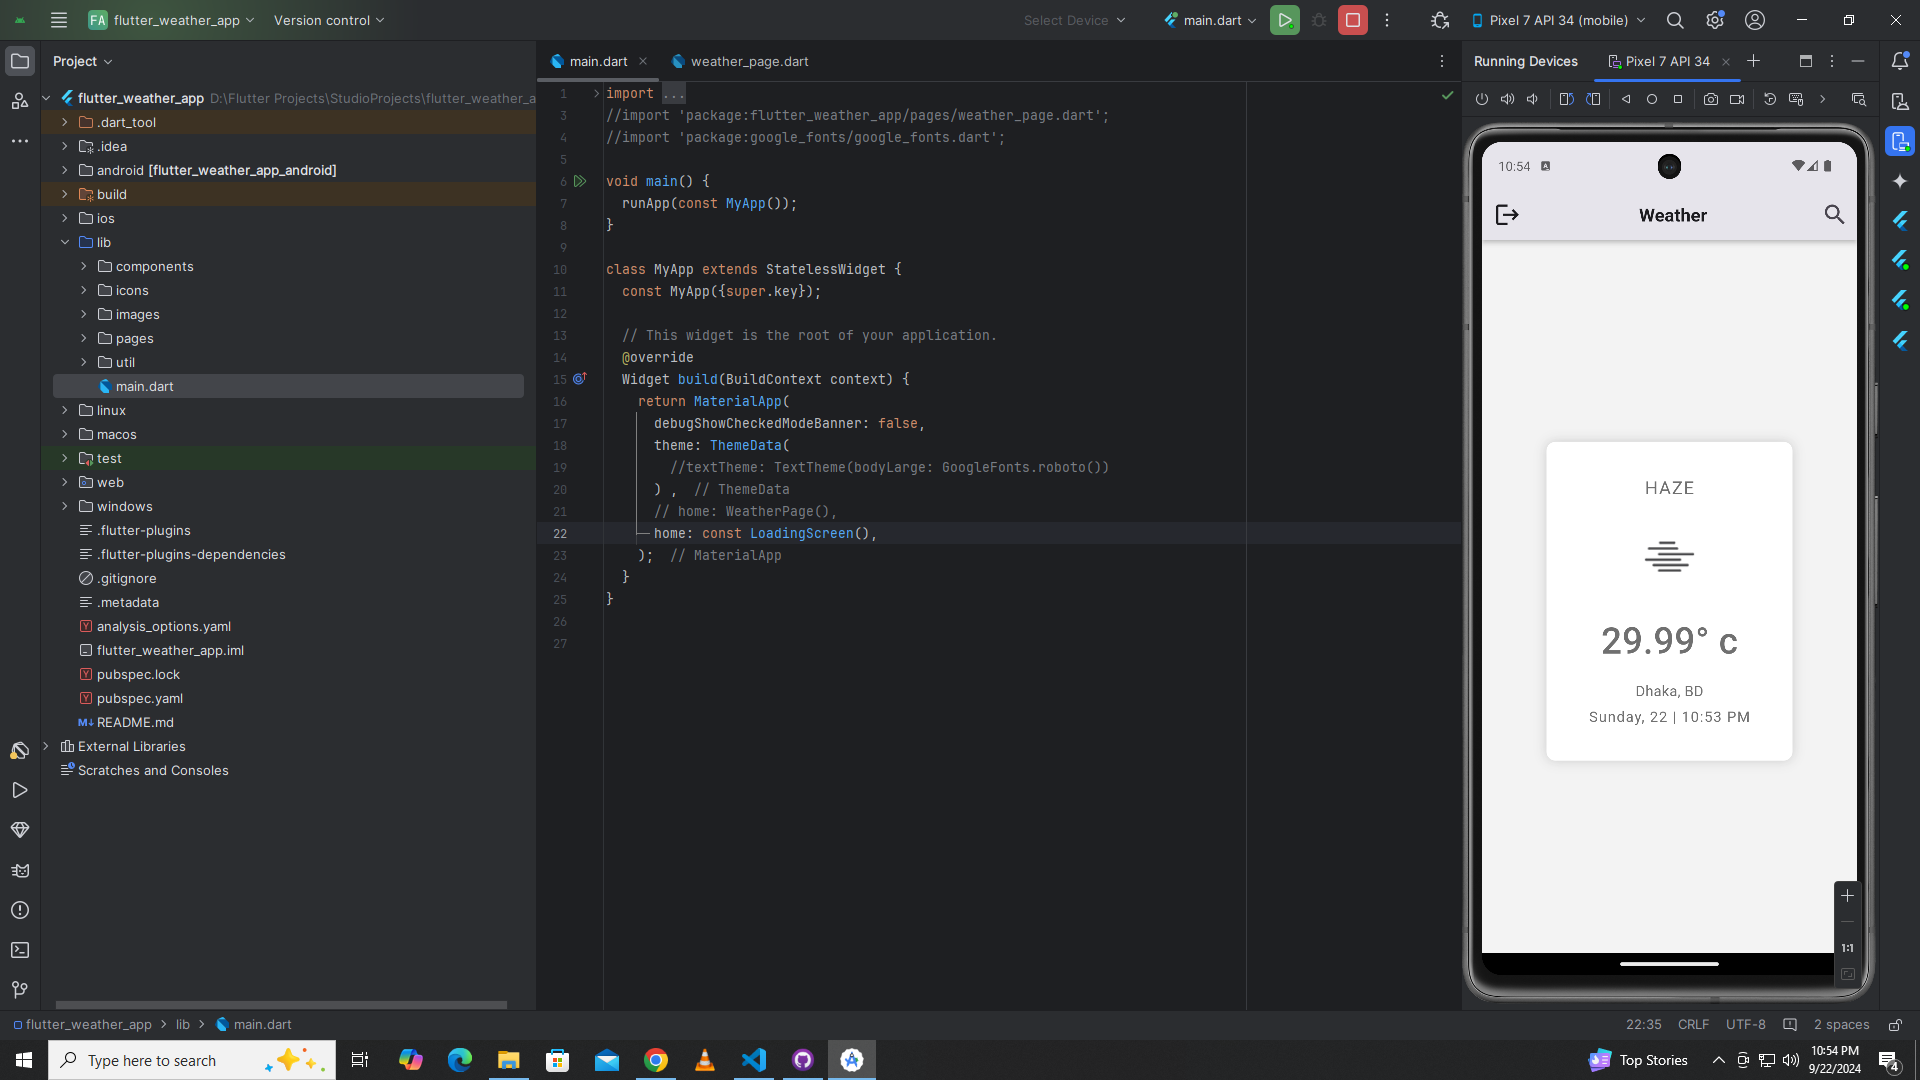 FA flutter_weather_app
Version control
Select Device
main.dart
Pixel 7 API 34 (mobile)
Project
main.dart
weather_page.dart
Running Devices
Pixel 7 API 34
flutter_weather_app D:\Flutter Projects\StudioProjects\flutter_weather_a
.dart_tool
.idea
android [flutter_weather_app_android]
build
ios
lib
components
icons
images
pages
util
main.dart
linux
macos
test
web
windows
.flutter-plugins
.flutter-plugins-dependencies
.gitignore
.metadata
analysis_options.yaml
flutter_weather_app.iml
pubspec.lock
pubspec.yaml
README.md
External Libraries
Scratches and Consoles
1 import ...
3 //import 'package:flutter_weather_app/pages/weather_page.dart';
4 //import 'package:google_fonts/google_fonts.dart';
5
6 void main() {
7 runApp(const MyApp());
8 }
9
10 class MyApp extends StatelessWidget {
11 const MyApp({super.key});
12
13 // This widget is the root of your application.
14 @override
15 Widget build(BuildContext context) {
16 return MaterialApp(
17 debugShowCheckedModeBanner: false,
18 theme: ThemeData(
19 //textTheme: TextTheme(bodyLarge: GoogleFonts.roboto())
20 ) , // ThemeData
21 // home: WeatherPage(),
22 home: const LoadingScreen(),
23 ); // MaterialApp
24 }
25 }
26
27
10:54
Weather
HAZE
29.99° c
Dhaka, BD
Sunday, 22 | 10:53 PM
1:1
flutter_weather_app > lib > main.dart
22:35
CRLF
UTF-8
2 spaces
Type here to search
Top Stories
10:54 PM
9/22/2024
4